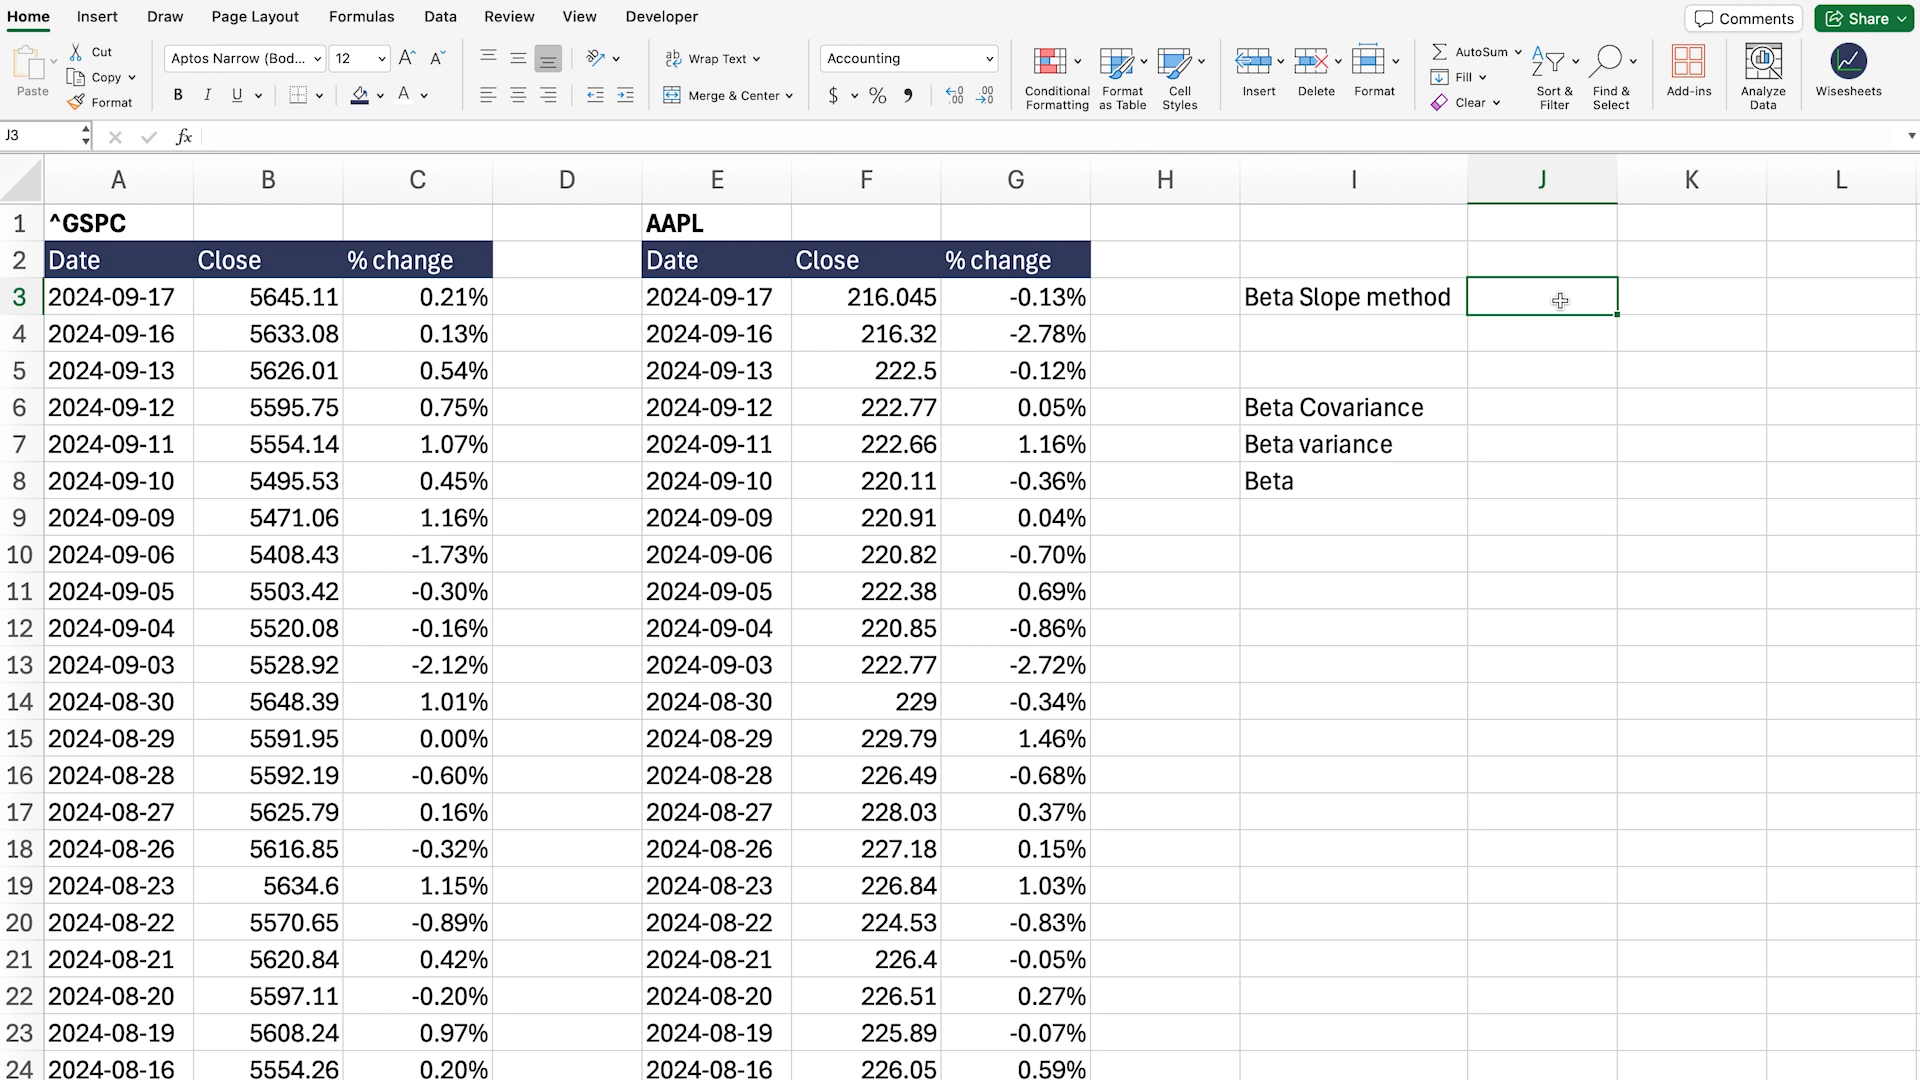 Home Insert Draw Page Layout Formulas Data Review View Developer Comments Share
Paste Cut Copy Format
Aptos Narrow (Bod... 12 A^ A˅
B I U A
ab Wrap Text
Merge & Center
Accounting
$ % 9 .00 .00
Conditional Formatting
Format as Table
Cell Styles
Insert Delete Format
AutoSum Fill Clear
Sort & Filter
Find & Select
Add-ins
Analyze Data
Wisesheets
J3 fx
A B C D E F G H I J K L
1 ^GSPC AAPL
2 Date Close % change Date Close % change
3 2024-09-17 5645.11 0.21% 2024-09-17 216.045 -0.13% Beta Slope method
4 2024-09-16 5633.08 0.13% 2024-09-16 216.32 -2.78%
5 2024-09-13 5626.01 0.54% 2024-09-13 222.5 -0.12%
6 2024-09-12 5595.75 0.75% 2024-09-12 222.77 0.05% Beta Covariance
7 2024-09-11 5554.14 1.07% 2024-09-11 222.66 1.16% Beta variance
8 2024-09-10 5495.53 0.45% 2024-09-10 220.11 -0.36% Beta
9 2024-09-09 5471.06 1.16% 2024-09-09 220.91 0.04%
10 2024-09-06 5408.43 -1.73% 2024-09-06 220.82 -0.70%
11 2024-09-05 5503.42 -0.30% 2024-09-05 222.38 0.69%
12 2024-09-04 5520.08 -0.16% 2024-09-04 220.85 -0.86%
13 2024-09-03 5528.92 -2.12% 2024-09-03 222.77 -2.72%
14 2024-08-30 5648.39 1.01% 2024-08-30 229 -0.34%
15 2024-08-29 5591.95 0.00% 2024-08-29 229.79 1.46%
16 2024-08-28 5592.19 -0.60% 2024-08-28 226.49 -0.68%
17 2024-08-27 5625.79 0.16% 2024-08-27 228.03 0.37%
18 2024-08-26 5616.85 -0.32% 2024-08-26 227.18 0.15%
19 2024-08-23 5634.6 1.15% 2024-08-23 226.84 1.03%
20 2024-08-22 5570.65 -0.89% 2024-08-22 224.53 -0.83%
21 2024-08-21 5620.84 0.42% 2024-08-21 226.4 -0.05%
22 2024-08-20 5597.11 -0.20% 2024-08-20 226.51 0.27%
23 2024-08-19 5608.24 0.97% 2024-08-19 225.89 -0.07%
24 2024-08-16 5554.26 0.20% 2024-08-16 226.05 0.59%